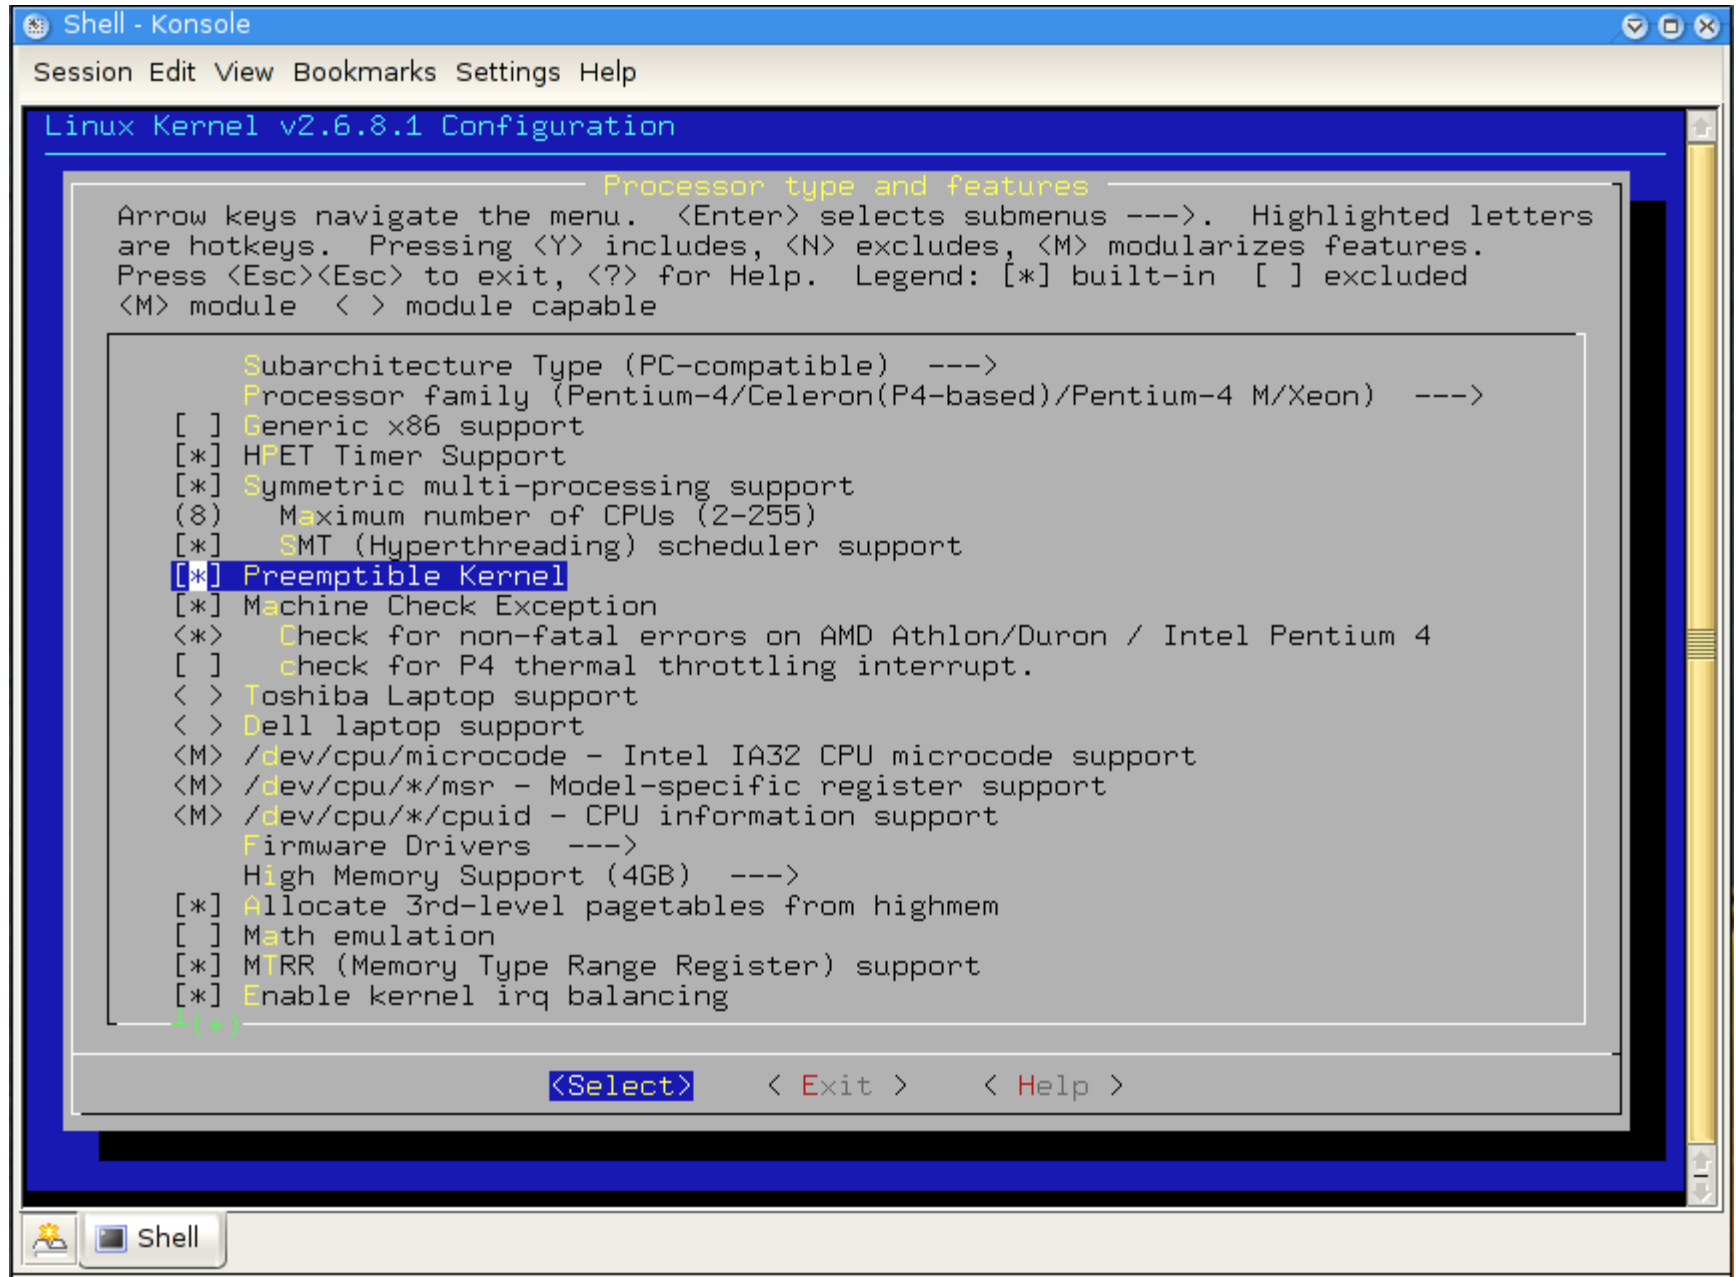 Shell - Konsole
Session Edit View Bookmarks Settings Help
Linux Kernel v2.6.8.1 Configuration
Processor type and features
Arrow keys navigate the menu.  <Enter> selects submenus --->.  Highlighted letters
are hotkeys.  Pressing <Y> includes, <N> excludes, <M> modularizes features.
Press <Esc><Esc> to exit, <?> for Help.  Legend: [*] built-in  [ ] excluded
<M> module  < > module capable
Subarchitecture Type (PC-compatible)  --->
Processor family (Pentium-4/Celeron(P4-based)/Pentium-4 M/Xeon)  --->
[ ] Generic x86 support
[*] HPET Timer Support
[*] Symmetric multi-processing support
(8)   Maximum number of CPUs (2-255)
[*]   SMT (Hyperthreading) scheduler support
[*] Preemptible Kernel
[*] Machine Check Exception
<*>   Check for non-fatal errors on AMD Athlon/Duron / Intel Pentium 4
[ ]   check for P4 thermal throttling interrupt.
< > Toshiba Laptop support
< > Dell laptop support
<M> /dev/cpu/microcode - Intel IA32 CPU microcode support
<M> /dev/cpu/*/msr - Model-specific register support
<M> /dev/cpu/*/cpuid - CPU information support
Firmware Drivers  --->
High Memory Support (4GB)  --->
[*] Allocate 3rd-level pagetables from highmem
[ ] Math emulation
[*] MTRR (Memory Type Range Register) support
[*] Enable kernel irq balancing
┴(+)
<Select>    < Exit >    < Help >
Shell